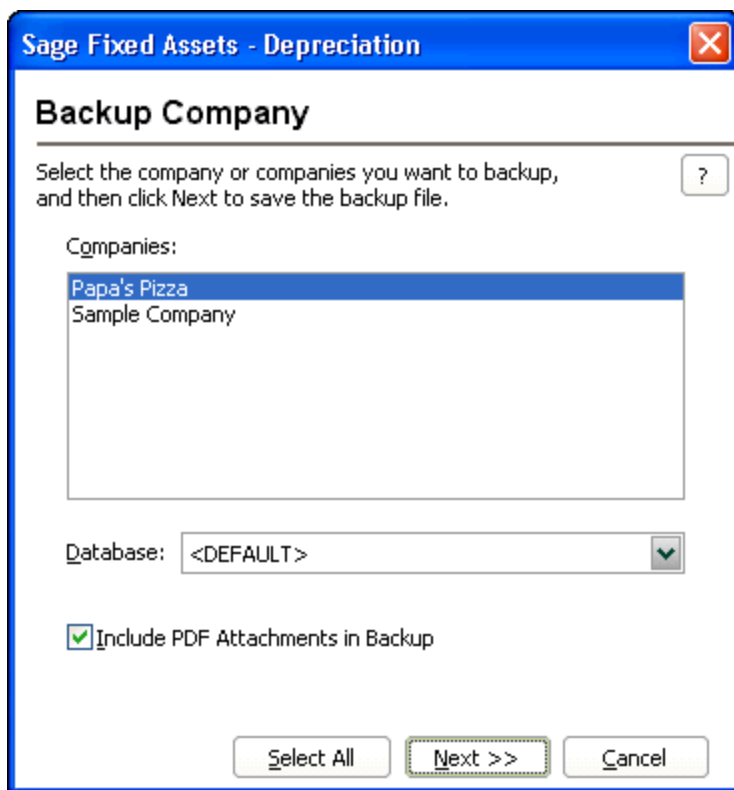 Sage Fixed Assets - Depreciation
Backup Company
Select the company or companies you want to backup,
and then click Next to save the backup file.
?
Companies:
Papa's Pizza
Sample Company
Database: <DEFAULT>
Include PDF Attachments in Backup
Select All Next >> Cancel